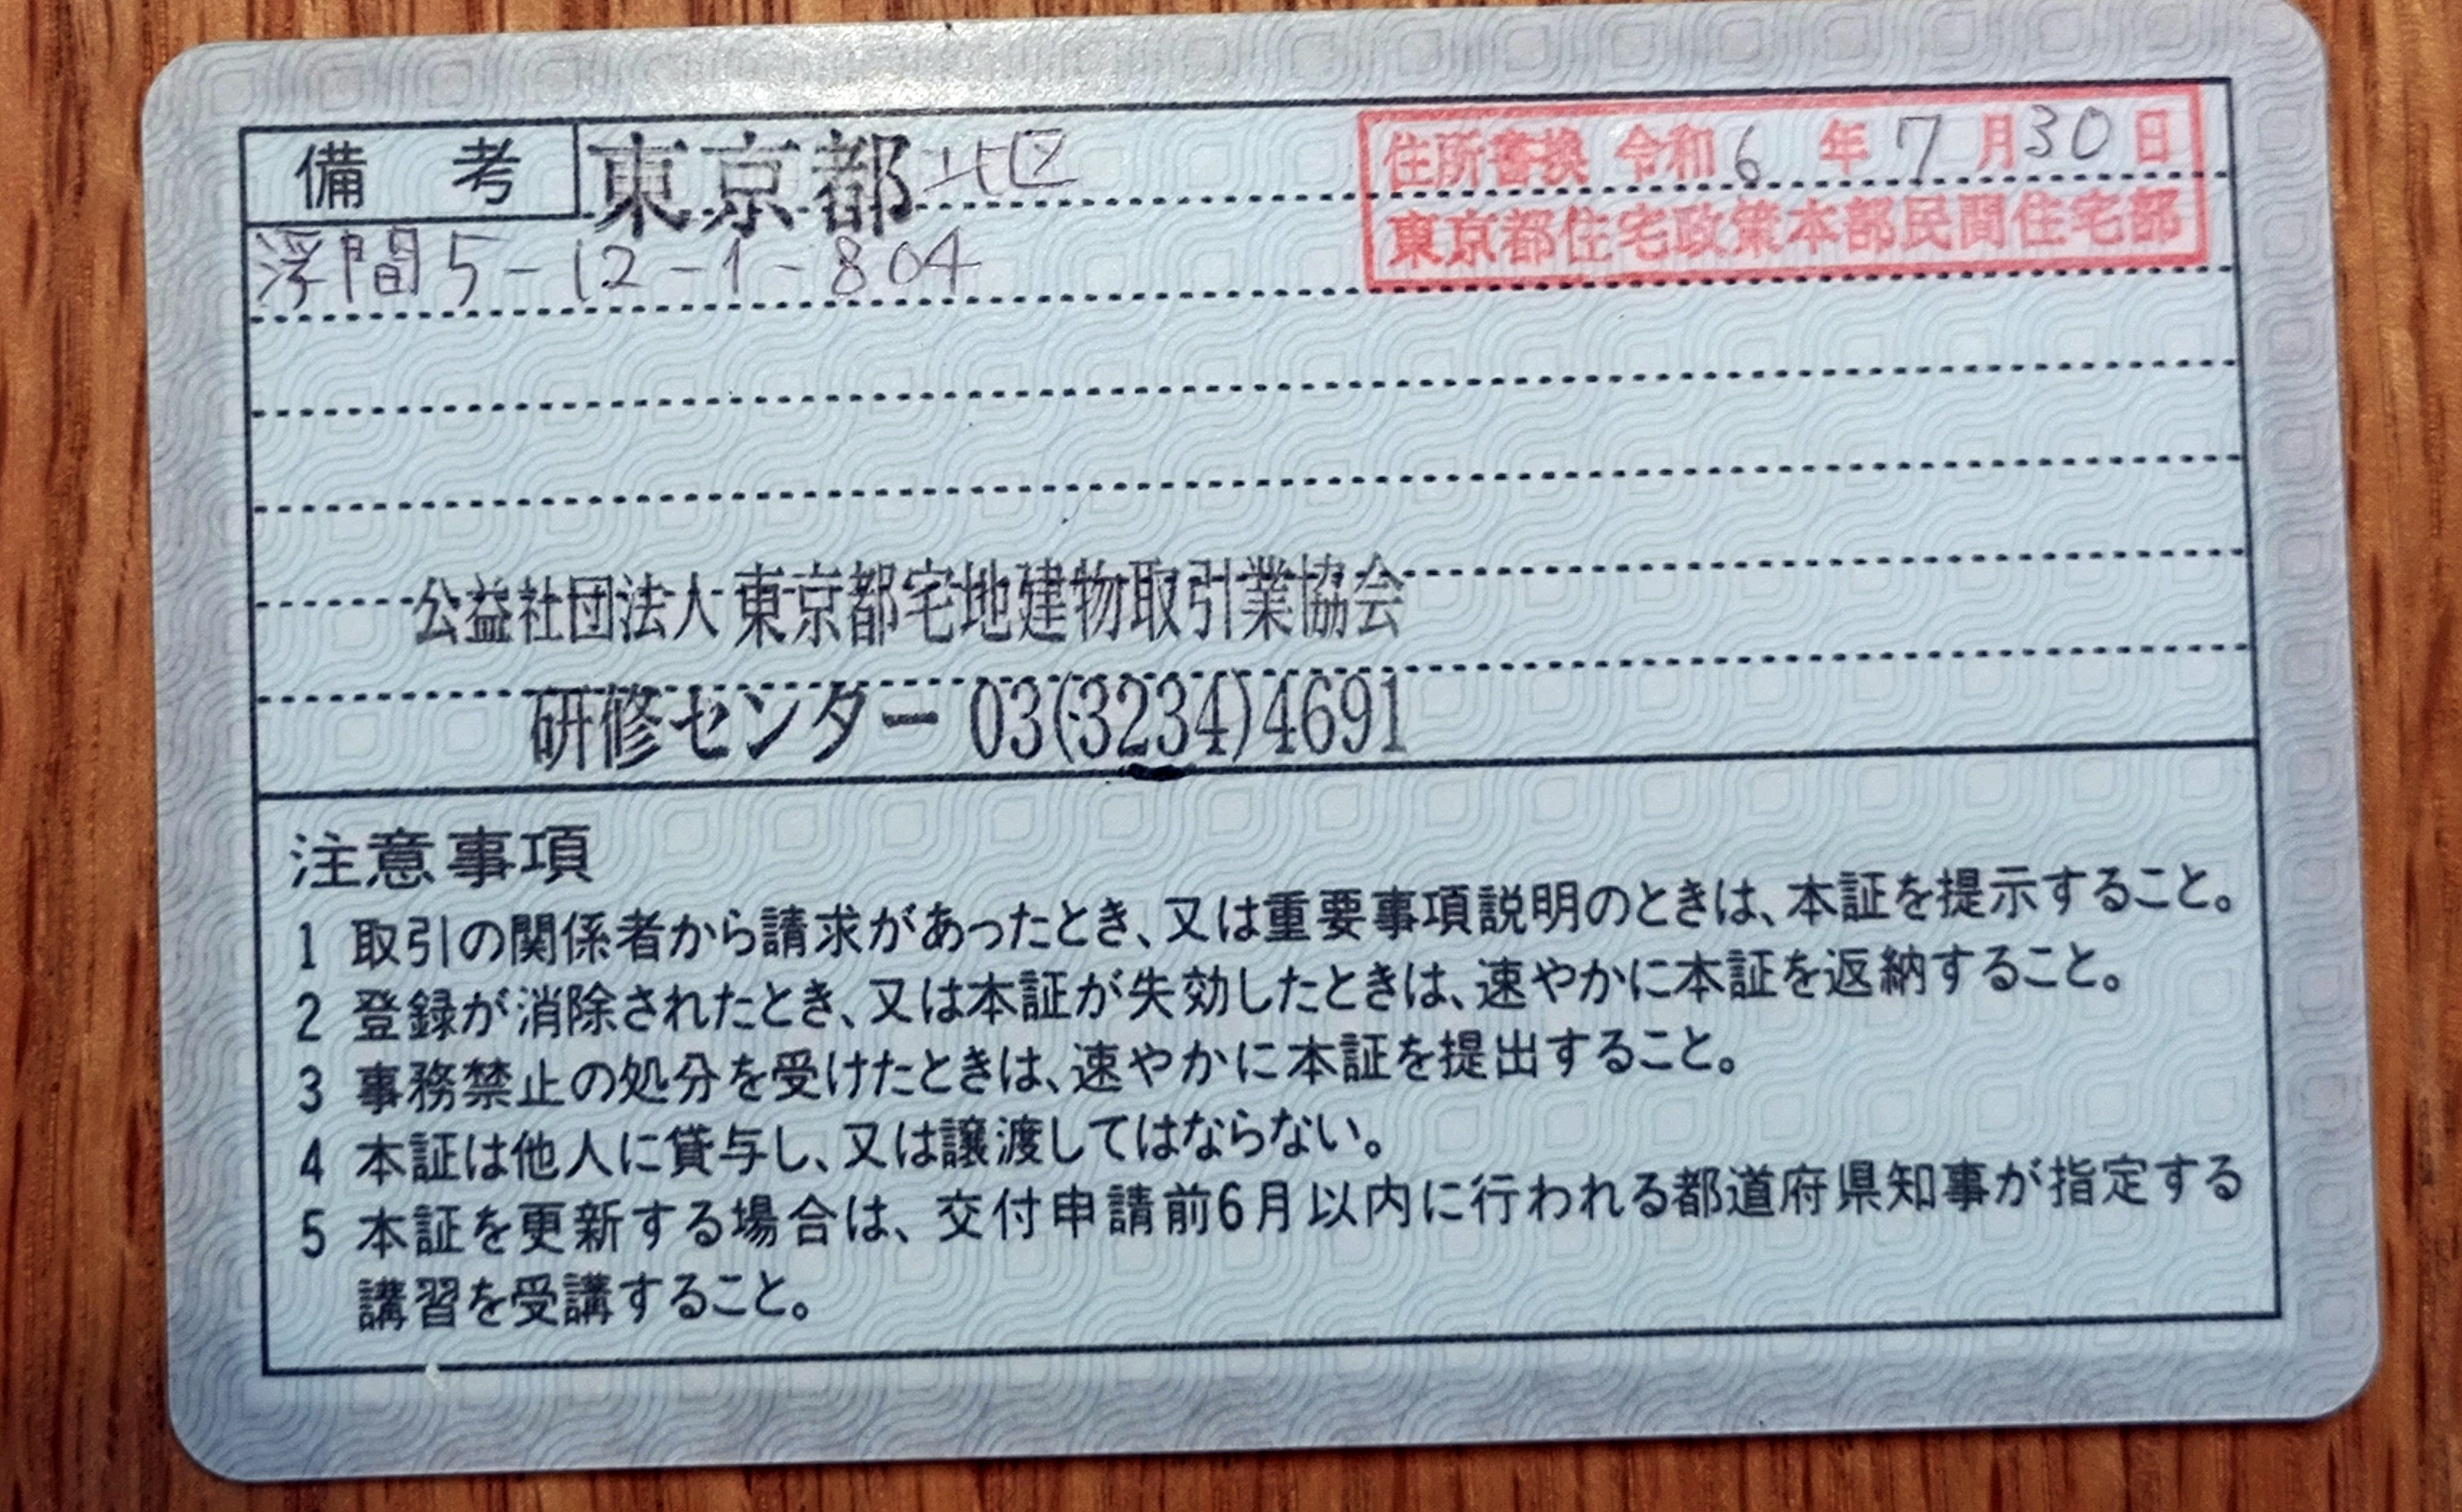 備考 東京都北区 住所書換 令和6年7月30日
東京都住宅政策本部民間住宅部
浮間5-12-1-804
公益社団法人東京都宅地建物取引業協会
研修センター 03(3234)4691
注意事項
1 取引の関係者から請求があったとき、又は重要事項説明のときは、本証を提示すること。
2 登録が消除されたとき、又は本証が失効したときは、速やかに本証を返納すること。
3 事務禁止の処分を受けたときは、速やかに本証を提出すること。
4 本証は他人に貸与し、又は譲渡してはならない。
5 本証を更新する場合は、交付申請前6月以内に行われる都道府県知事が指定する
講習を受講すること。